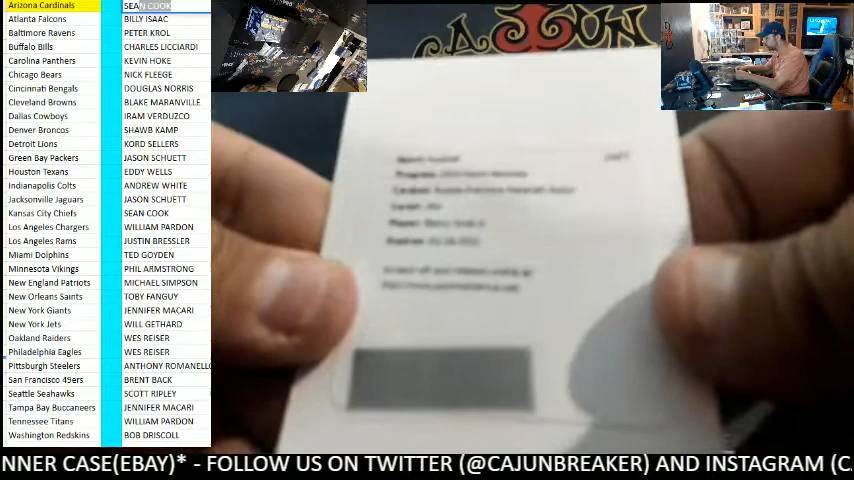 Arizona Cardinals SEAN COOK
Atlanta Falcons BILLY ISAAC
Baltimore Ravens PETER KROL
Buffalo Bills CHARLES LICCIARDI
Carolina Panthers KEVIN HOKE
Chicago Bears NICK FLEEGE
Cincinnati Bengals DOUGLAS NORRIS
Cleveland Browns BLAKE MARANVILLE
Dallas Cowboys IRAM VERDUZCO
Denver Broncos SHAWB KAMP
Detroit Lions KORD SELLERS
Green Bay Packers JASON SCHUETT
Houston Texans EDDY WELLS
Indianapolis Colts ANDREW WHITE
Jacksonville Jaguars JASON SCHUETT
Kansas City Chiefs SEAN COOK
Los Angeles Chargers WILLIAM PARDON
Los Angeles Rams JUSTIN BRESSLER
Miami Dolphins TED GOYDEN
Minnesota Vikings PHIL ARMSTRONG
New England Patriots MICHAEL SIMPSON
New Orleans Saints TOBY FANGUY
New York Giants JENNIFER MACARI
New York Jets WILL GETHARD
Oakland Raiders WES REISER
Philadelphia Eagles WES REISER
Pittsburgh Steelers ANTHONY ROMANELLO
San Francisco 49ers BRENT BACK
Seattle Seahawks SCOTT RIPLEY
Tampa Bay Buccaneers JENNIFER MACARI
Tennessee Titans WILLIAM PARDON
Washington Redskins BOB DRISCOLL
CAJUN
NNER CASE(EBAY)* - FOLLOW US ON TWITTER (@CAJUNBREAKER) AND INSTAGRAM (C